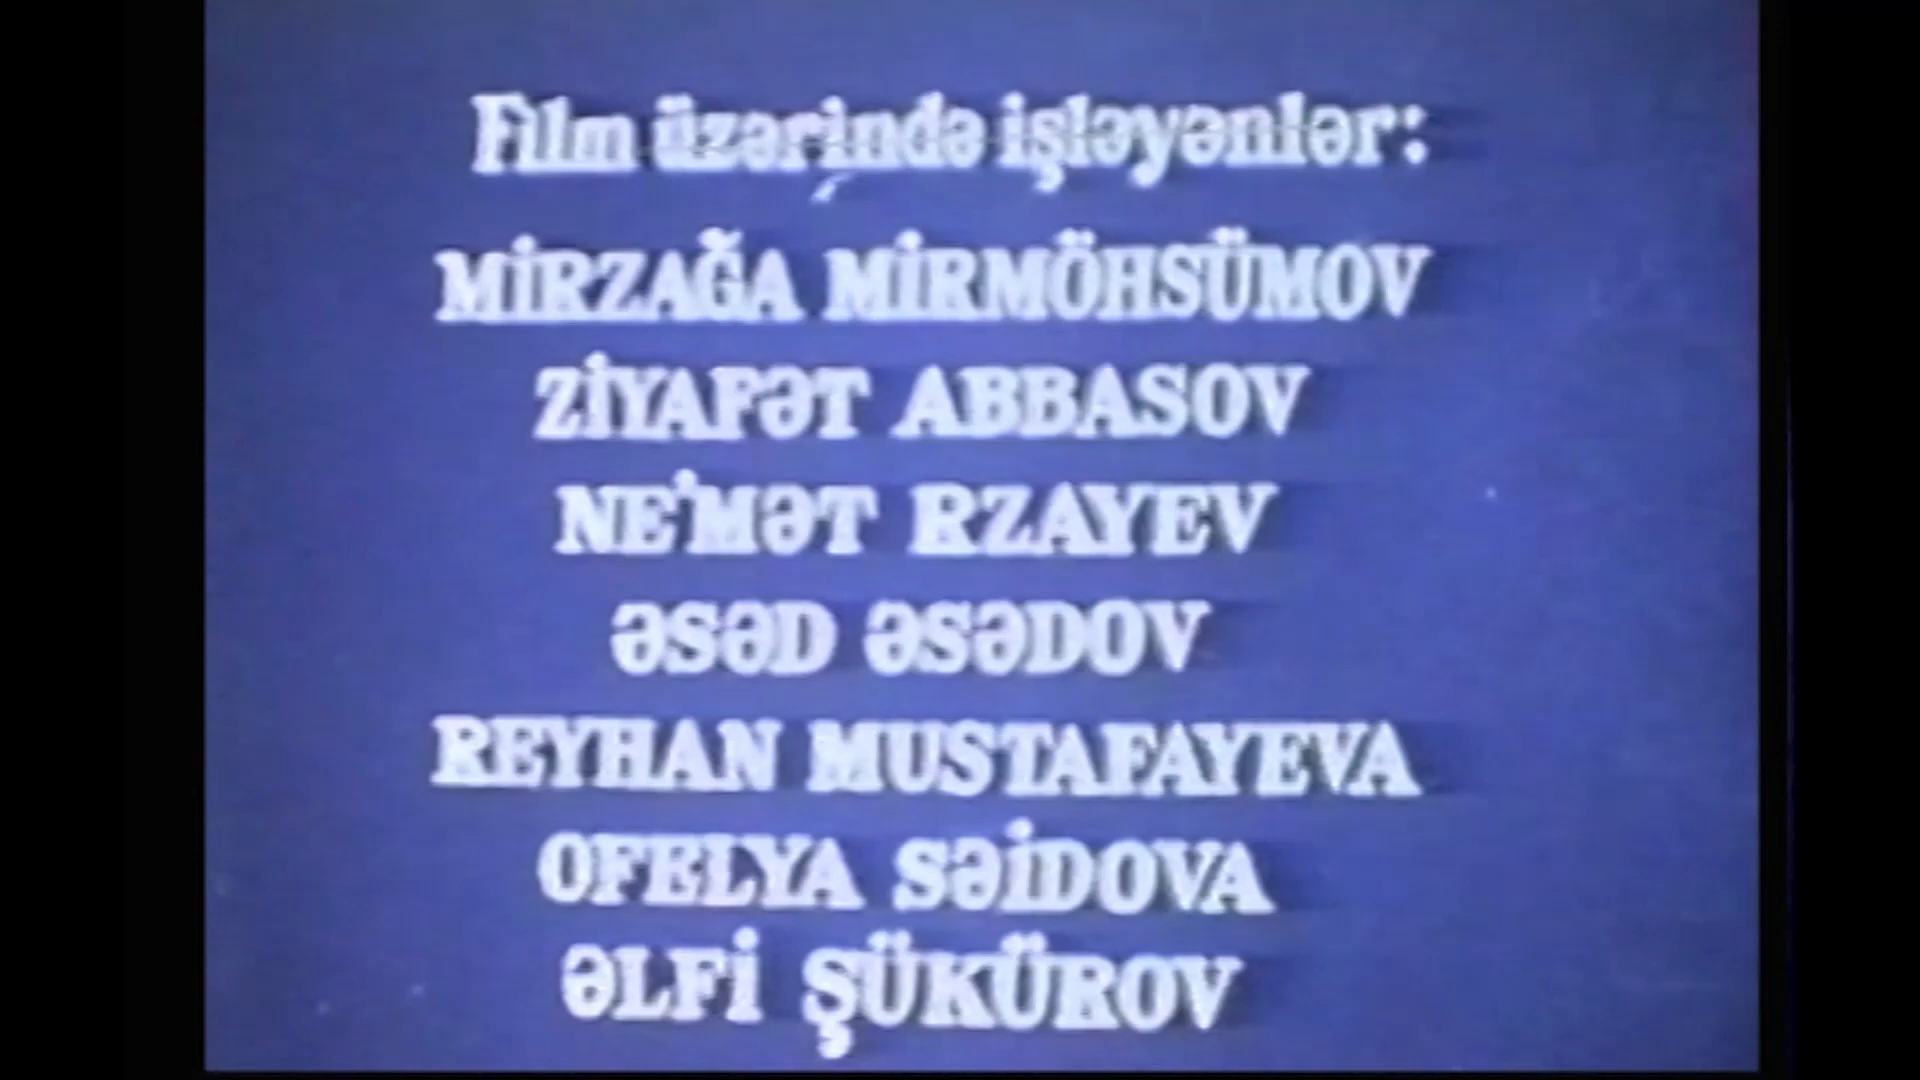 Film üzərində işləyənlər:
MİRZAĞA MİRMÖHSÜMOV
ZİYAFƏT ABBASOV
NE'MƏT RZAYEV
ƏSƏD ƏSƏDOV
REYHAN MUSTAFAYEVA
OFELYA SƏİDOVA
ƏLFİ ŞÜKÜROV